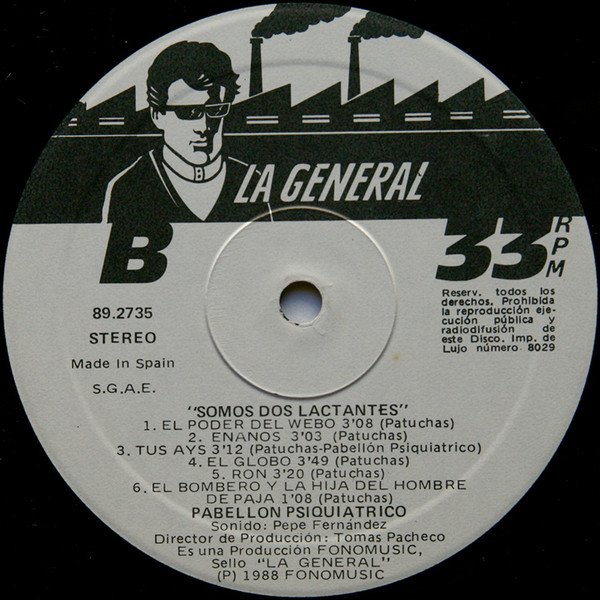 LA GENERAL
B
33 RPM
89.2735
STEREO
Made In Spain
S.G.A.E.
Reserv. todos los
derechos. Prohibida
la reproducción eje-
cución pública y
radiodifusión de
este Disco. Imp. de
Lujo número 8029
"SOMOS DOS LACTANTES"
1. EL PODER DEL WEBO 3'08 (Patuchas)
2. ENANOS 3'03 (Patuchas)
3. TUS AYS 3'12 (Patuchas-Pabellón Psiquiatrico)
4. EL GLOBO 3'49 (Patuchas)
5. RON 3'20 (Patuchas)
6. EL BOMBERO Y LA HIJA DEL HOMBRE
DE PAJA 1'08 (Patuchas)
PABELLON PSIQUIATRICO
Sonido: Pepe Fernández
Director de Producción: Tomas Pacheco
Es una Producción FONOMUSIC,
Sello "LA GENERAL"
(P) 1988 FONOMUSIC